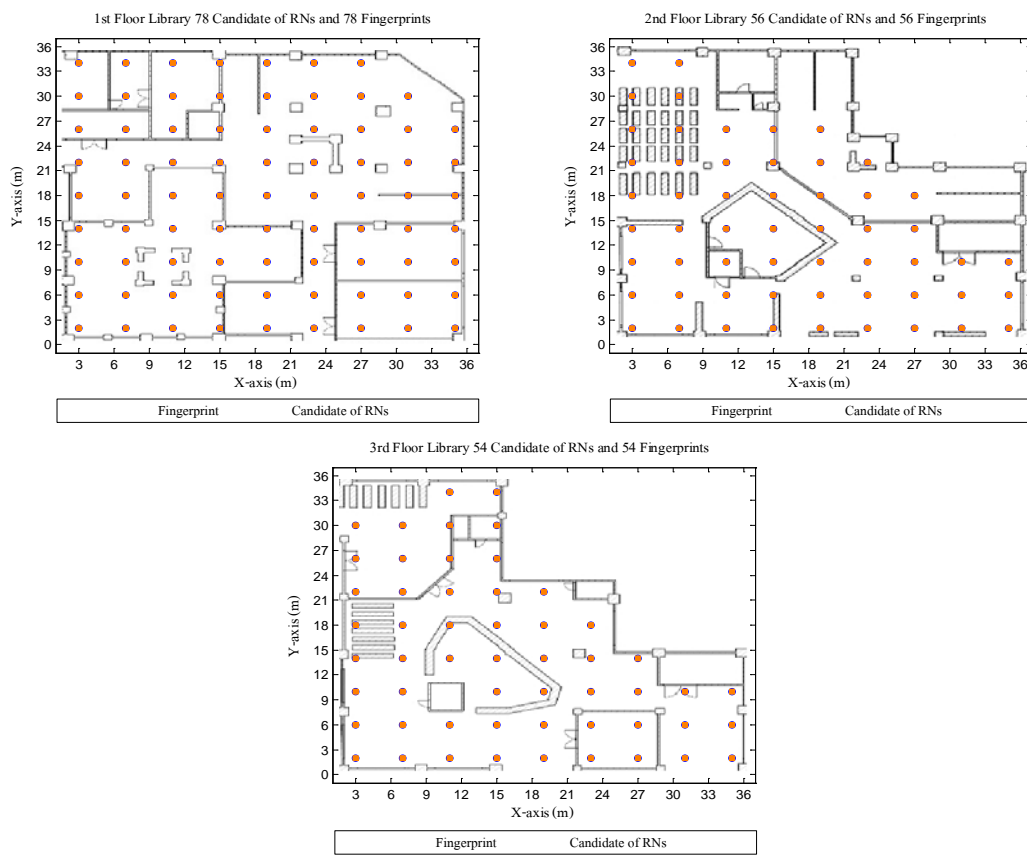 1st Floor Library 78 Candidate of RNs and 78 Fingerprints
36
33
30
27
24
21
18
15
12
9
6
3
0
Y-axis (m)
3 6 9 12 15 18 21 24 27 30 33 36
X-axis (m)
Fingerprint Candidate of RNs
2nd Floor Library 56 Candidate of RNs and 56 Fingerprints
36
33
30
27
24
21
18
15
12
9
6
3
0
Y-axis (m)
3 6 9 12 15 18 21 24 27 30 33 36
X-axis (m)
Fingerprint Candidate of RNs
3rd Floor Library 54 Candidate of RNs and 54 Fingerprints
36
33
30
27
24
21
18
15
12
9
6
3
0
Y-axis (m)
3 6 9 12 15 18 21 24 27 30 33 36
X-axis (m)
Fingerprint Candidate of RNs